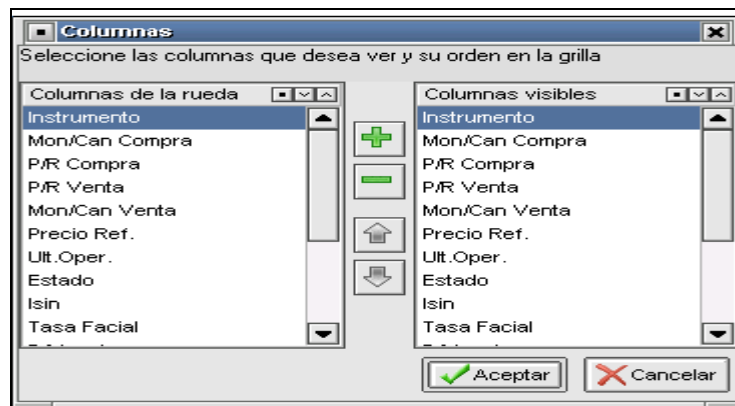 Columnas
Seleccione las columnas que desea ver y su orden en la grilla
Columnas de la rueda
Instrumento
Mon/Can Compra
P/R Compra
P/R Venta
Mon/Can Venta
Precio Ref.
Ult.Oper.
Estado
Isin
Tasa Facial
Columnas visibles
Instrumento
Mon/Can Compra
P/R Compra
P/R Venta
Mon/Can Venta
Precio Ref.
Ult.Oper.
Estado
Isin
Tasa Facial
Aceptar
Cancelar